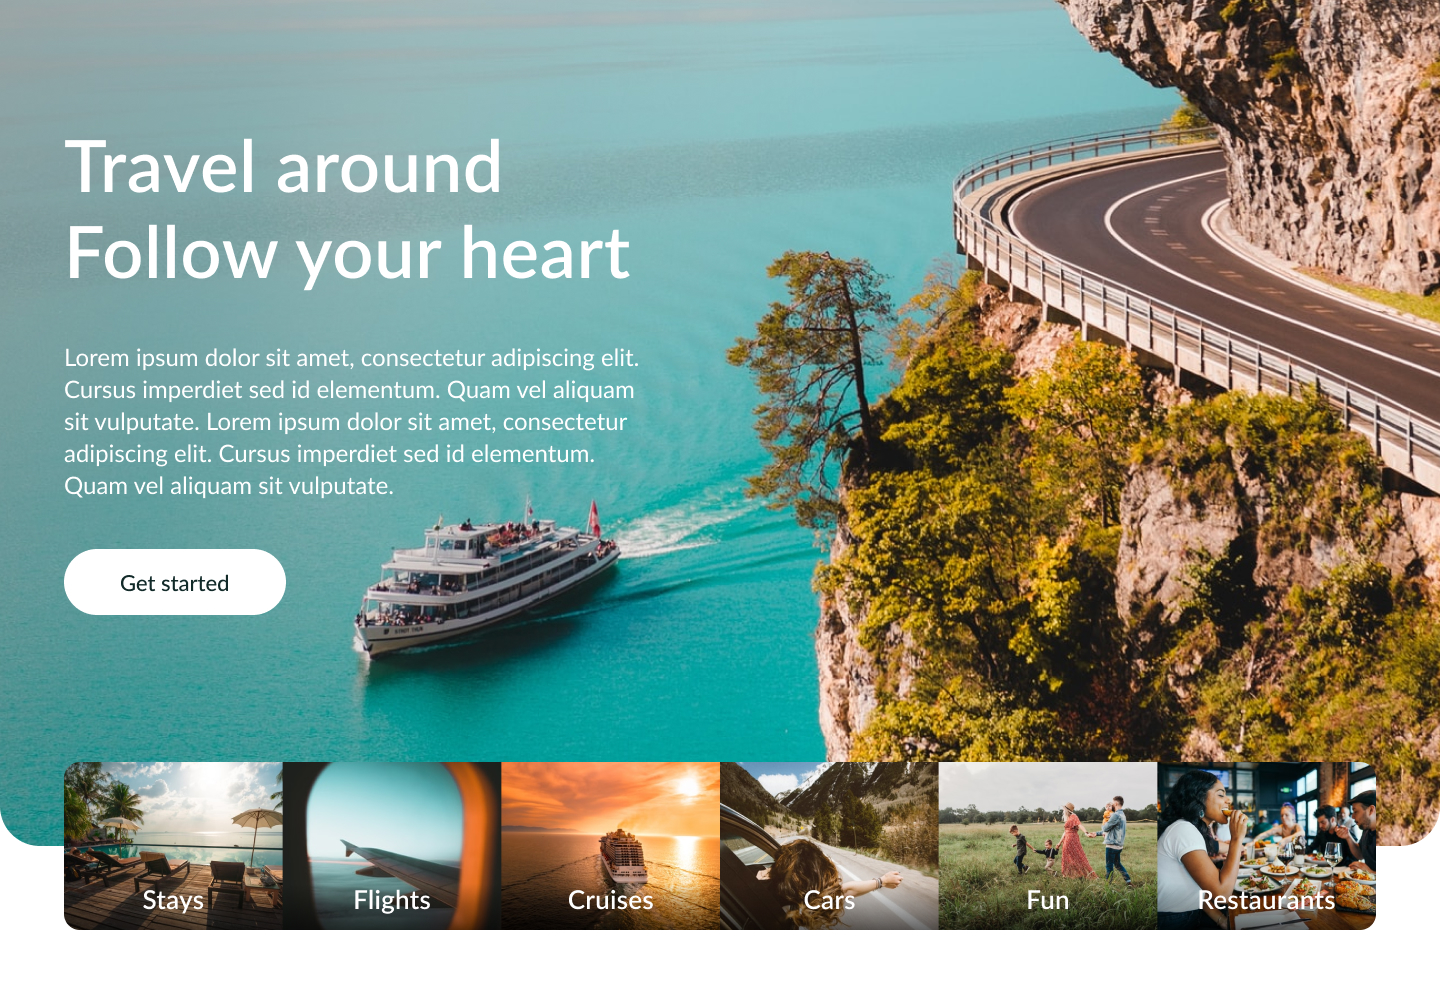 Travel around
Follow your heart
Lorem ipsum dolor sit amet, consectetur adipiscing elit.
Cursus imperdiet sed id elementum. Quam vel aliquam
sit vulputate. Lorem ipsum dolor sit amet, consectetur
adipiscing elit. Cursus imperdiet sed id elementum.
Quam vel aliquam sit vulputate.
Get started
Stays
Flights
Cruises
Cars
Fun
Restaurants